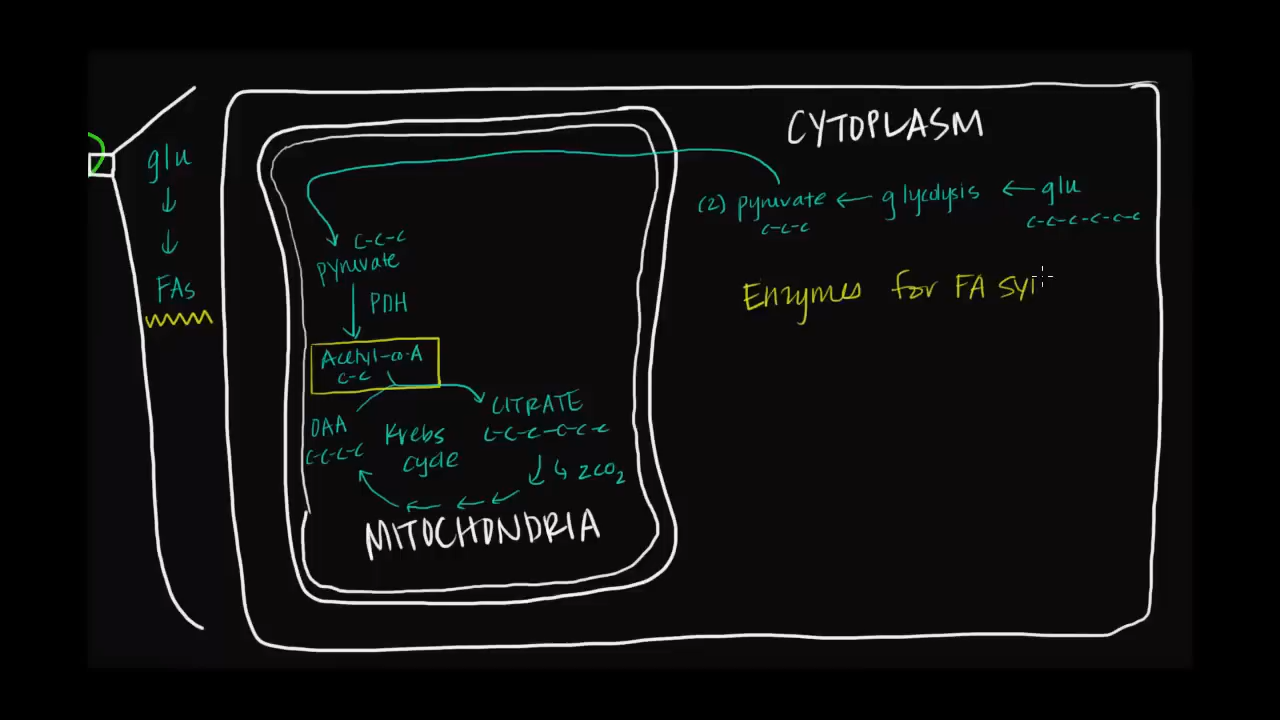 glu
↓
↓
FAs
CYTOPLASM
(2) pyruvate ← glycolysis ← glu
C-C-C
C-C-C-C-C-C
Enzymes for FA sy
C-C-C
pyruvate
PDH
Acetyl-co-A
C-C
OAA
C-C-C-C
Krebs
cycle
CITRATE
C-C-C-C-C-C
↓ ↳ 2CO2
MITOCHONDRIA